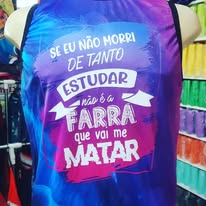 SE EU NÃO MORRI
DE TANTO
ESTUDAR
não é a
FARRA
que vai me
MATAR